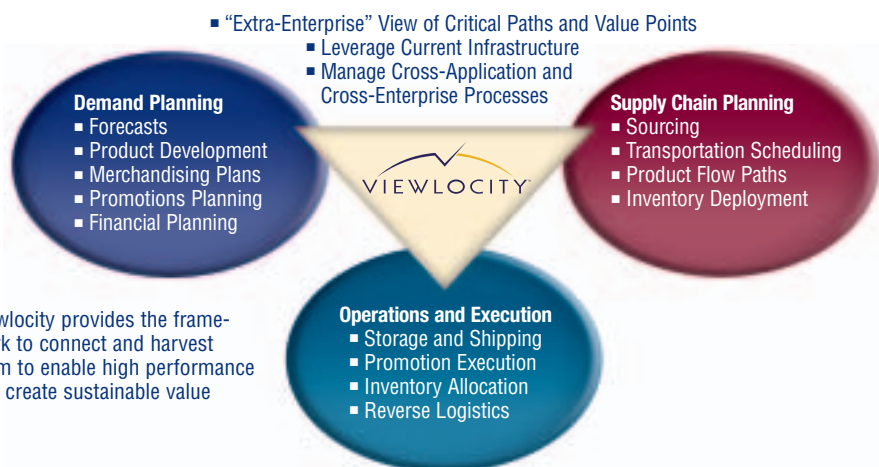 ■ “Extra-Enterprise” View of Critical Paths and Value Points
■ Leverage Current Infrastructure
■ Manage Cross-Application and
Cross-Enterprise Processes
Demand Planning
■ Forecasts
■ Product Development
■ Merchandising Plans
■ Promotions Planning
■ Financial Planning
VIEWLOCITY
Supply Chain Planning
■ Sourcing
■ Transportation Scheduling
■ Product Flow Paths
■ Inventory Deployment
wlocity provides the frame-
k to connect and harvest
m to enable high performance
create sustainable value
Operations and Execution
■ Storage and Shipping
■ Promotion Execution
■ Inventory Allocation
■ Reverse Logistics